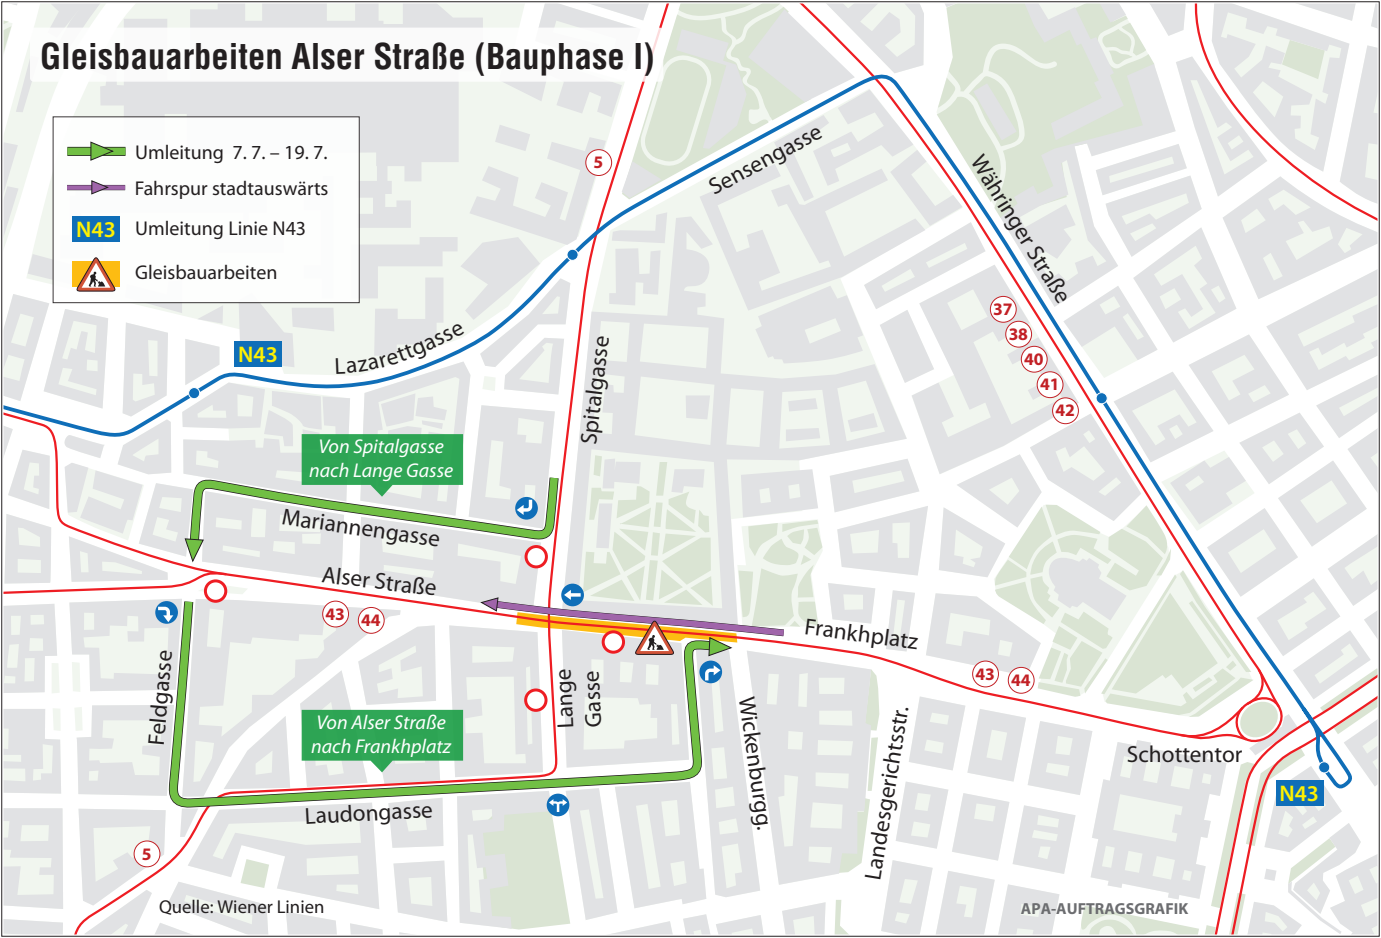 Gleisbauarbeiten Alser Straße (Bauphase I)
Umleitung 7. 7. – 19. 7.
Fahrspur stadtauswärts
N43
Umleitung Linie N43
Gleisbauarbeiten
5
Sensengasse
Währinger Straße
37
38
40
41
42
N43
Lazarettgasse
Spitalgasse
Von Spitalgasse
nach Lange Gasse
Mariannengasse
Alser Straße
43
44
Frankhplatz
43
44
Feldgasse
Lange
Gasse
Wickenburgg.
Landesgerichtsstr.
Schottentor
N43
Von Alser Straße
nach Frankhplatz
Laudongasse
5
Quelle: Wiener Linien
APA-AUFTRAGSGRAFIK